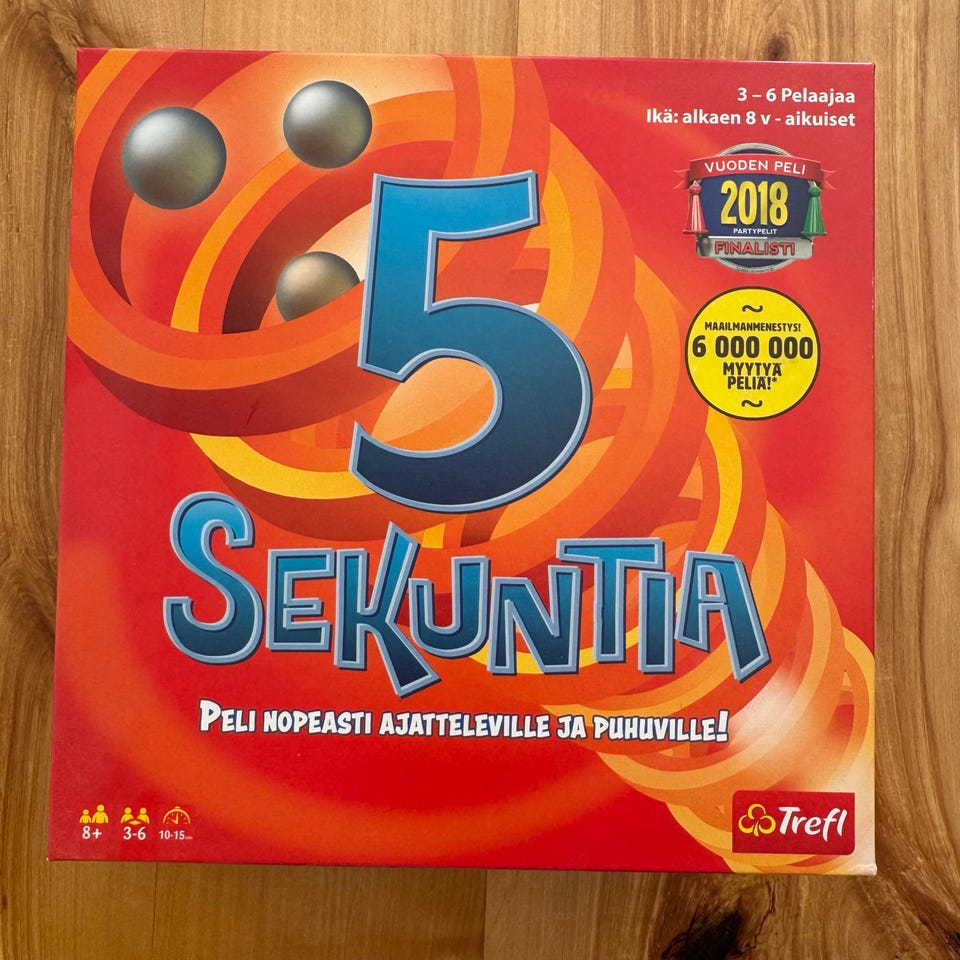 3 – 6 Pelaajaa
Ikä: alkaen 8 v - aikuiset
VUODEN PELI
2018
PARTYPELIT
FINALISTI
MAAILMANMENESTYS!
6 000 000
MYYTYÄ
PELIÄ!*
5
SEKUNTIA
PELI NOPEASTI AJATTELEVILLE JA PUHUVILLE!
8+ 3-6 10-15min
Trefl